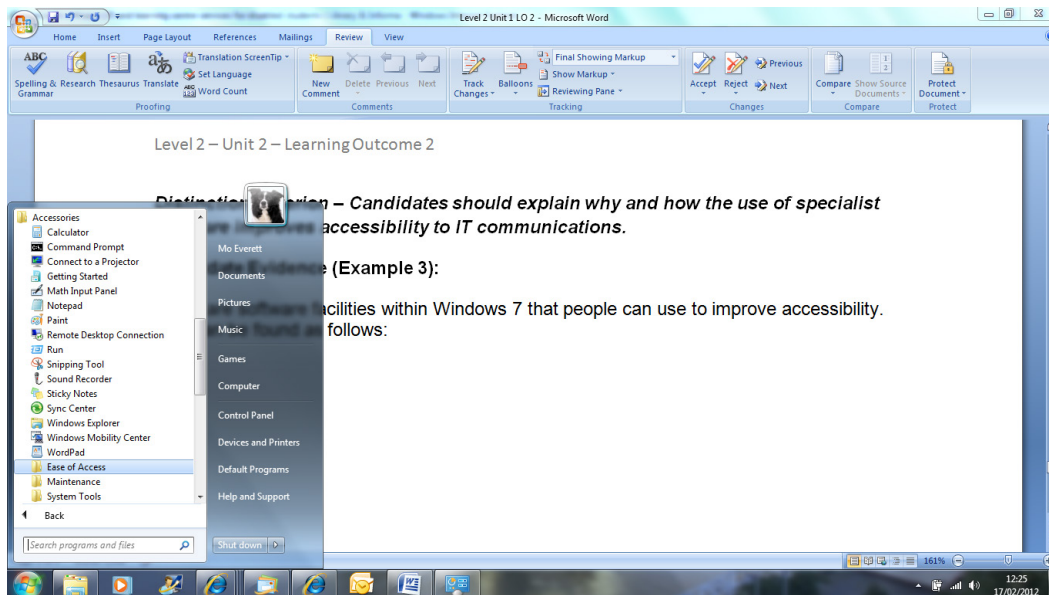 Level 2 Unit 1 LO 2 - Microsoft Word
Home Insert Page Layout References Mailings Review View
Spelling & Grammar
Research
Thesaurus
Translate
Translation ScreenTip
Set Language
Word Count
Proofing
New Comment
Delete
Previous
Next
Comments
Track Changes
Balloons
Final Showing Markup
Show Markup
Reviewing Pane
Tracking
Accept
Reject
Previous
Next
Changes
Compare
Show Source Documents
Compare
Protect Document
Protect
Level 2 – Unit 2 – Learning Outcome 2
– Candidates should explain why and how the use of specialist
accessibility to IT communications.
Evidence (Example 3):
are software facilities within Windows 7 that people can use to improve accessibility.
found as follows:
Accessories
Calculator
Command Prompt
Connect to a Projector
Getting Started
Math Input Panel
Notepad
Paint
Remote Desktop Connection
Run
Snipping Tool
Sound Recorder
Sticky Notes
Sync Center
Windows Explorer
Windows Mobility Center
WordPad
Ease of Access
Maintenance
System Tools
Back
Search programs and files
Mo Everett
Documents
Pictures
Music
Games
Computer
Control Panel
Devices and Printers
Default Programs
Help and Support
Shut down
161%
12:25
17/02/2012